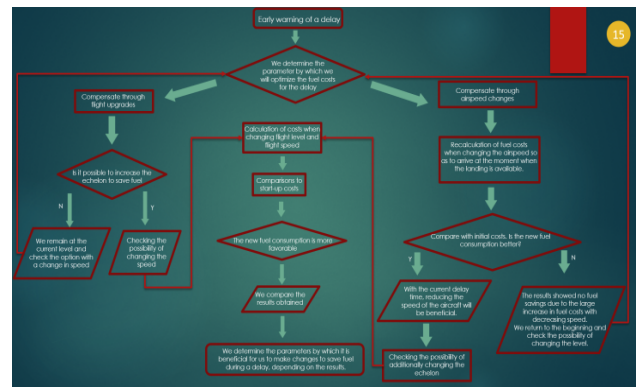 Early warning of a delay
15
We determine the
parameter by which we
will optimize the fuel costs
for the delay
Compensate through
flight upgrades
Compensate through
airspeed changes
Calculation of costs when
changing flight level and
flight speed
Recalculation of fuel costs
when changing the airspeed so
as to arrive at the moment when
the landing is available.
Is it possible to increase the
echelon to save fuel
Comparisons to
start-up costs
N
Y
We remain at the
current level and
check the option with
a change in speed
Checking the
possibility of
changing the
speed
The new fuel consumption is more
favorable
Compare with initial costs. Is the new fuel
consumption better?
Y
N
We compare the
results obtained
With the current delay
time, reducing the
speed of the aircraft will
be beneficial.
The results showed no fuel
savings due to the large
increase in fuel costs with
decreasing speed.
We return to the beginning and
check the possibility of
changing the level.
We determine the parameters by which it is
beneficial for us to make changes to save fuel
during a delay, depending on the results.
Checking the possibility of
additionally changing the
echelon